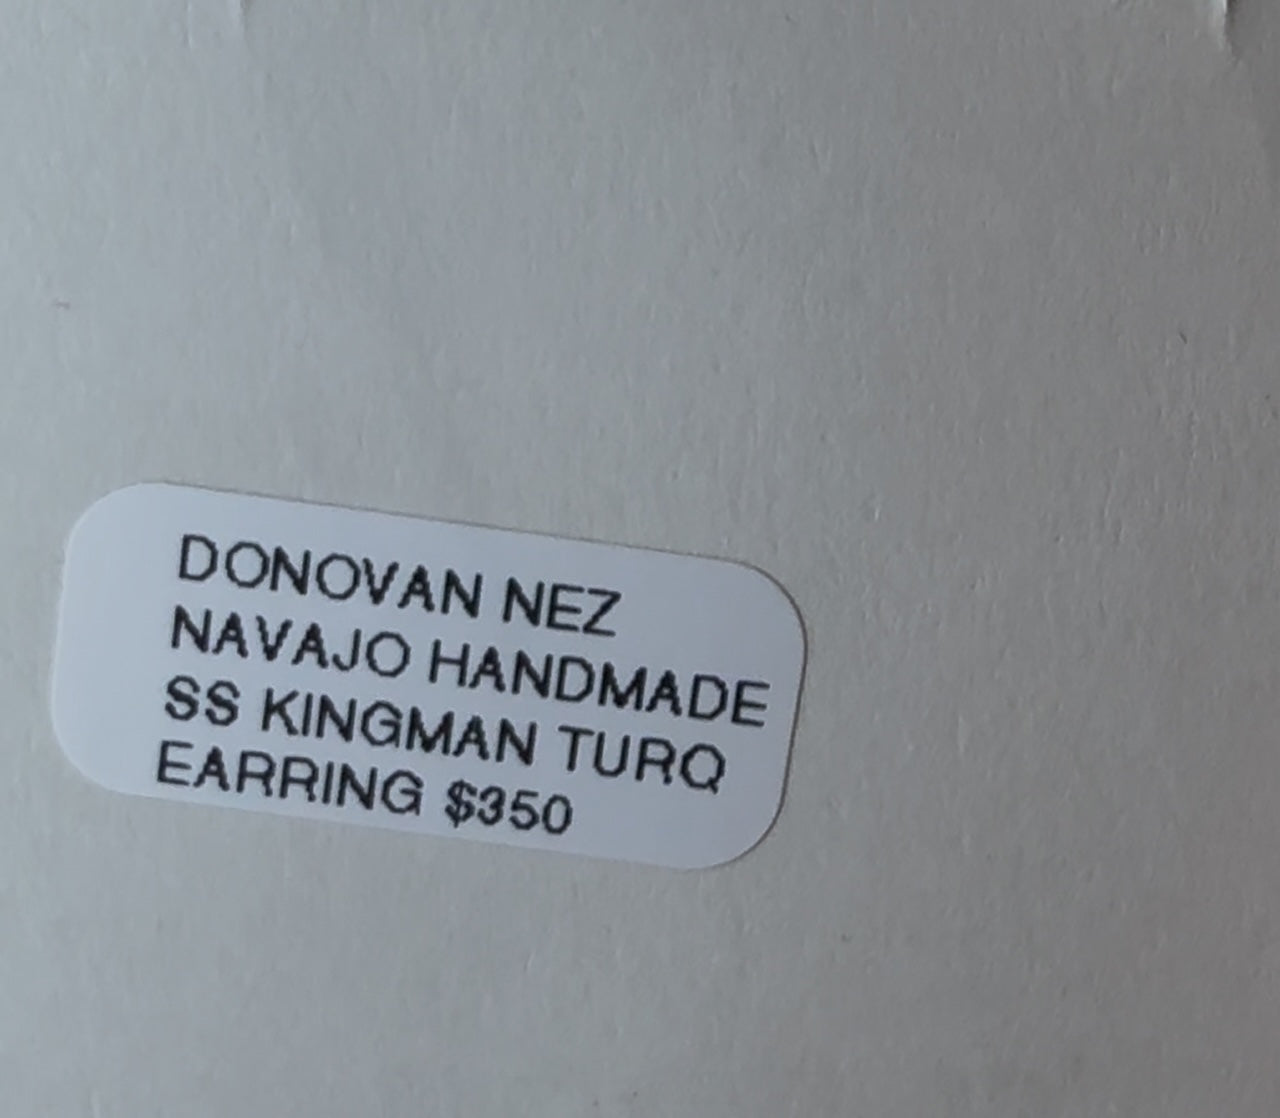 DONOVAN NEZ
NAVAJO HANDMADE
SS KINGMAN TURQ
EARRING $350